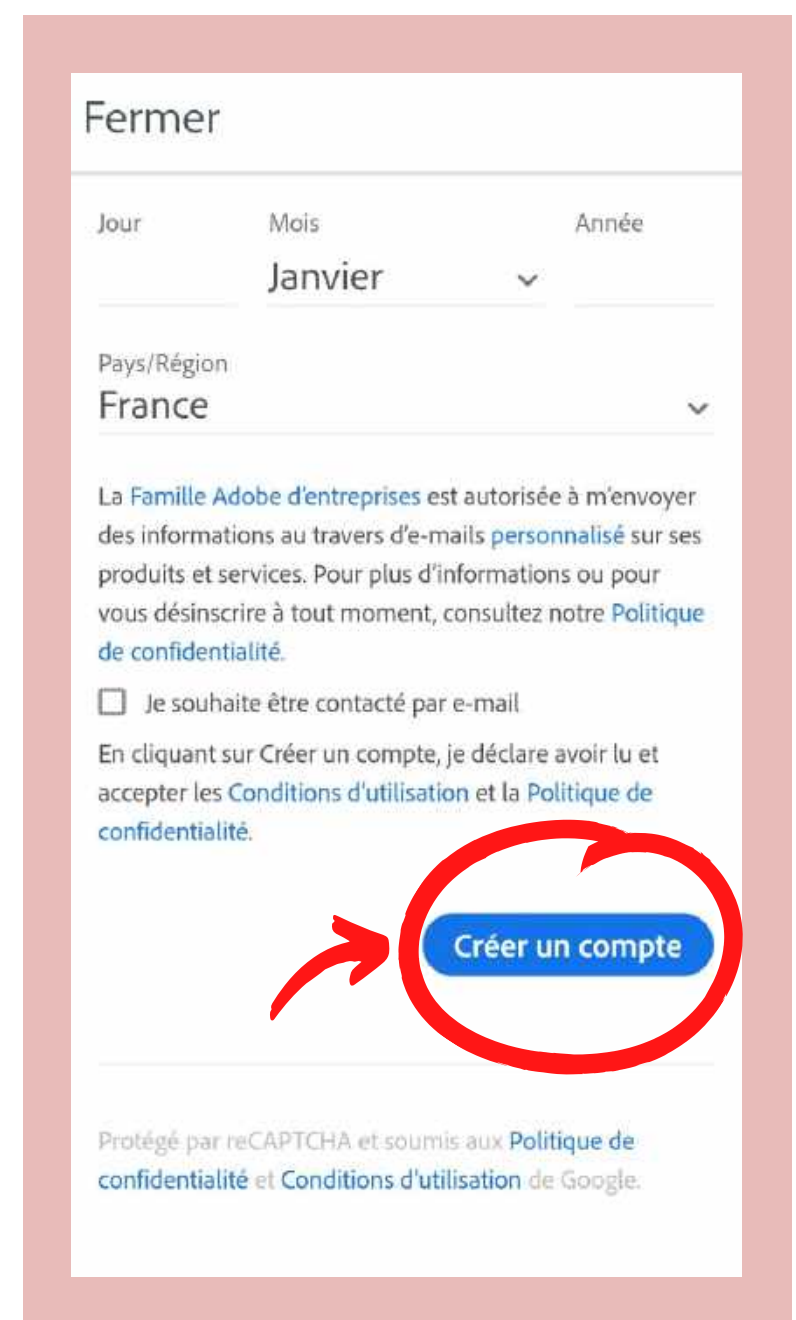 Fermer
Jour Mois Année
Janvier
Pays/Région
France
La Famille Adobe d'entreprises est autorisée à m'envoyer
des informations au travers d'e-mails personnalisé sur ses
produits et services. Pour plus d'informations ou pour
vous désinscrire à tout moment, consultez notre Politique
de confidentialité.
Je souhaite être contacté par e-mail
En cliquant sur Créer un compte, je déclare avoir lu et
accepter les Conditions d'utilisation et la Politique de
confidentialité.
Créer un compte
Protégé par reCAPTCHA et soumis aux Politique de
confidentialité et Conditions d'utilisation de Google.